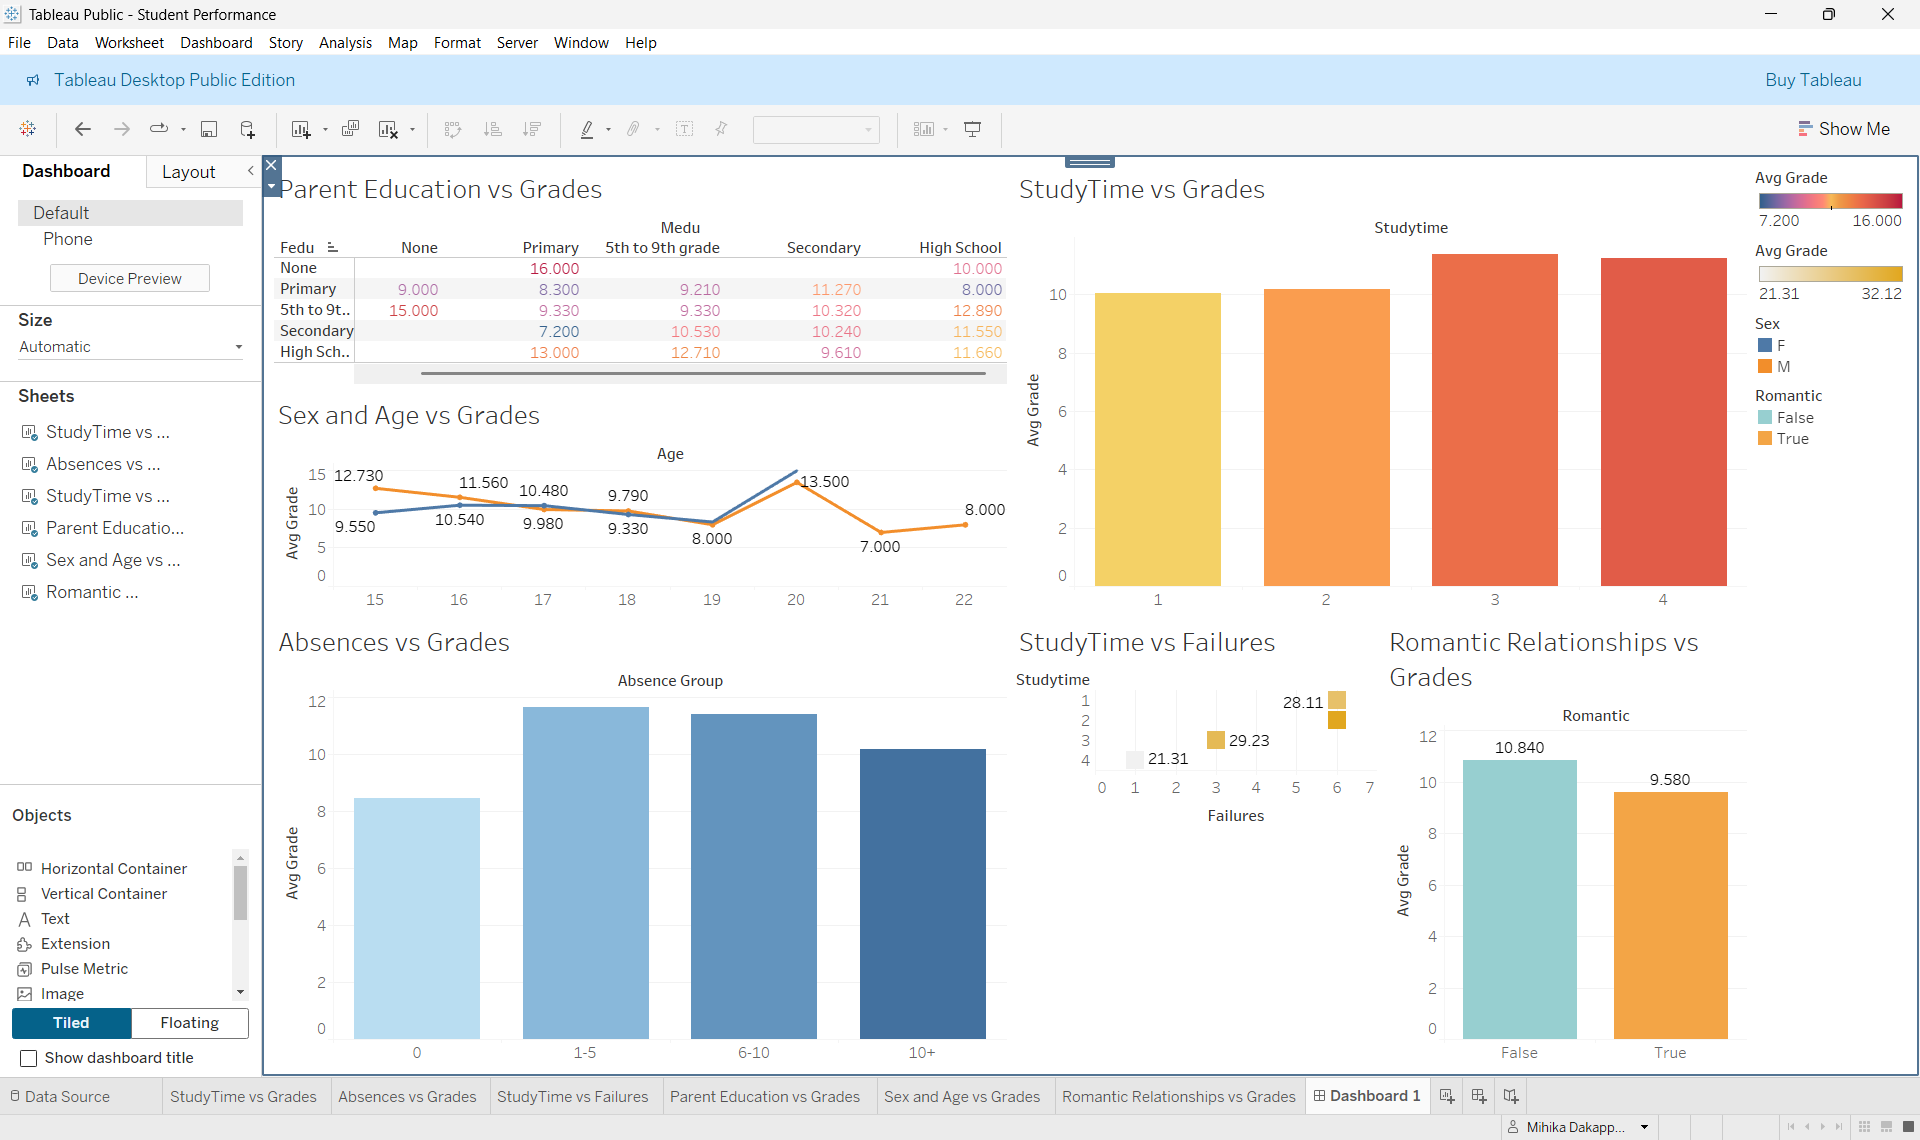 Tableau Public - Student Performance
File Data Worksheet Dashboard Story Analysis Map Format Server Window Help
Tableau Desktop Public Edition
Buy Tableau
Show Me
Dashboard
Layout
Default
Phone
Device Preview
Size
Automatic
Sheets
StudyTime vs ...
Absences vs ...
StudyTime vs ...
Parent Educatio...
Sex and Age vs ...
Romantic ...
Objects
Horizontal Container
Vertical Container
Text
Extension
Pulse Metric
Image
Tiled
Floating
Show dashboard title
Parent Education vs Grades
Medu
Fedu None Primary 5th to 9th grade Secondary High School
None 16.000 10.000
Primary 9.000 8.300 9.210 11.270 8.000
5th to 9t.. 15.000 9.330 9.330 10.320 12.890
Secondary 7.200 10.530 10.240 11.550
High Sch.. 13.000 12.710 9.610 11.660
Sex and Age vs Grades
Age
Avg Grade
15
10
5
0
12.730
9.550
11.560
10.540
10.480
9.980
9.790
9.330
8.000
13.500
7.000
8.000
15 16 17 18 19 20 21 22
Absences vs Grades
Absence Group
Avg Grade
12
10
8
6
4
2
0
0 1-5 6-10 10+
StudyTime vs Grades
Studytime
Avg Grade
10
8
6
4
2
0
1 2 3 4
StudyTime vs Failures
Studytime
1
2
3
4
28.11
29.23
21.31
0 1 2 3 4 5 6 7
Failures
Romantic Relationships vs
Grades
Romantic
Avg Grade
12
10
8
6
4
2
0
10.840
9.580
False True
Avg Grade
7.200 16.000
Avg Grade
21.31 32.12
Sex
F
M
Romantic
False
True
Data Source
StudyTime vs Grades
Absences vs Grades
StudyTime vs Failures
Parent Education vs Grades
Sex and Age vs Grades
Romantic Relationships vs Grades
Dashboard 1
Mihika Dakapp...